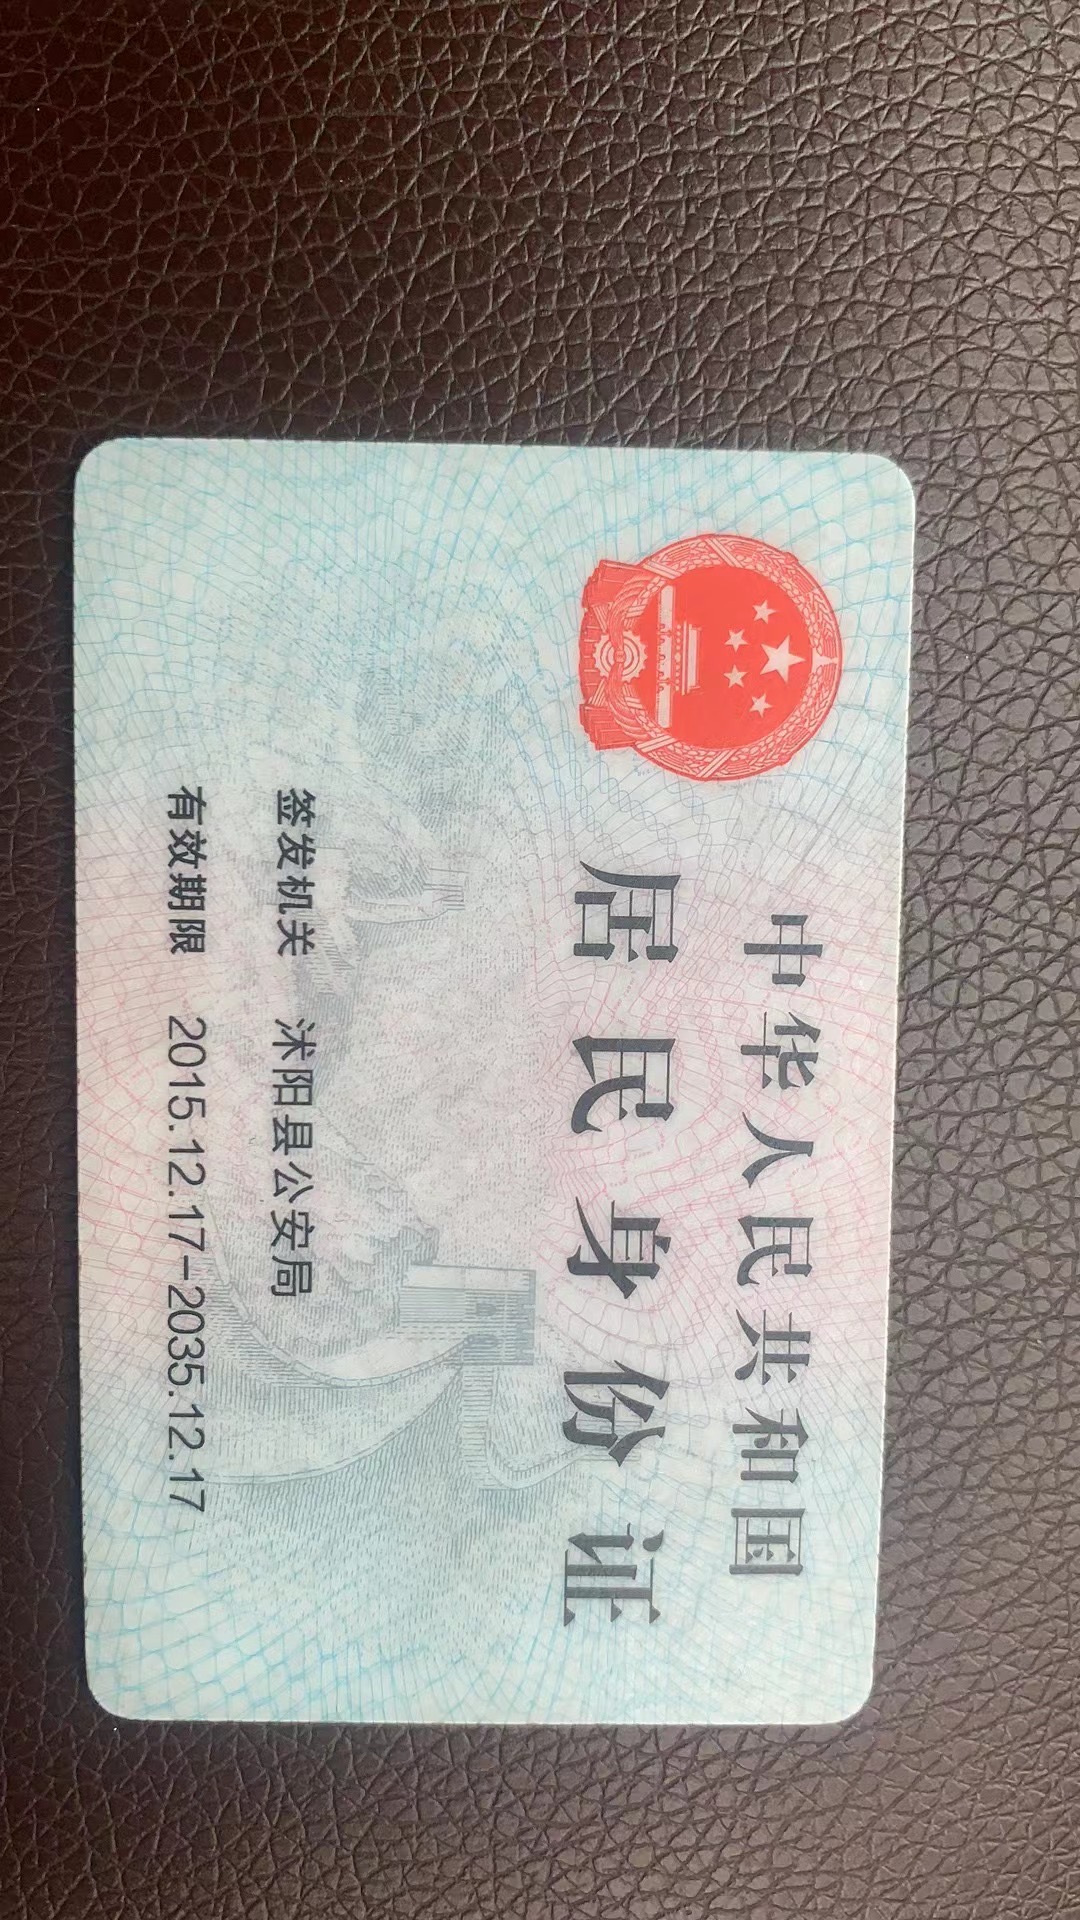 中华人民共和国
居民身份证
签发机关 沭阳县公安局
有效期限 2015.12.17-2035.12.17